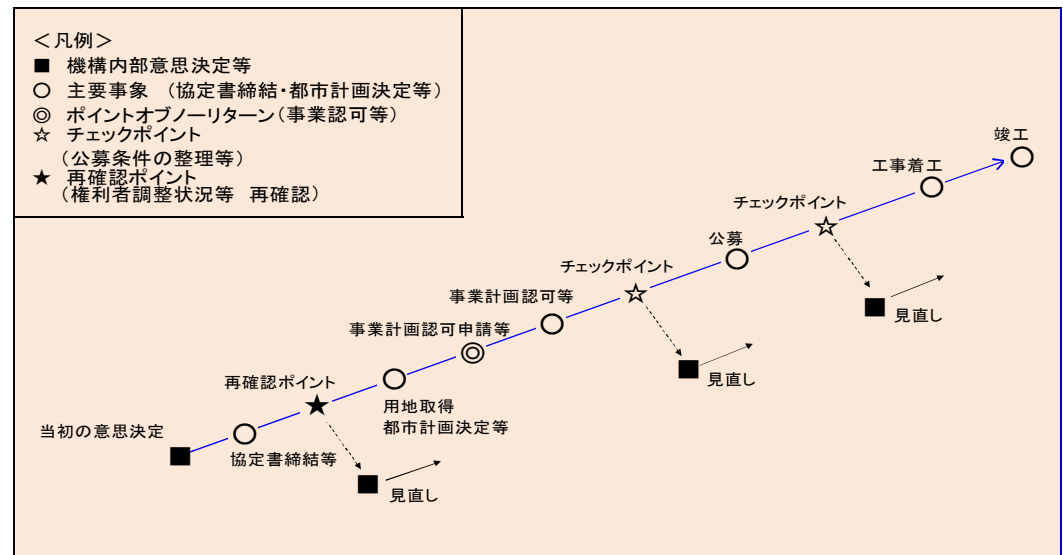 ＜凡例＞
■ 機構内部意思決定等
○ 主要事象 （協定書締結・都市計画決定等）
◎ ポイントオブノーリターン（事業認可等）
☆ チェックポイント
（公募条件の整理等）
★ 再確認ポイント
（権利者調整状況等 再確認）
竣工
工事着工
チェックポイント
公募
チェックポイント
見直し
事業計画認可等
事業計画認可申請等
見直し
再確認ポイント
用地取得
都市計画決定等
当初の意思決定
協定書締結等
見直し